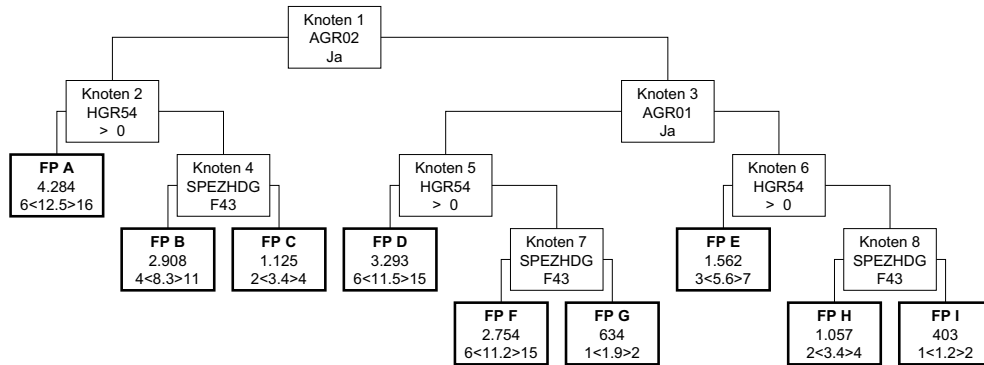 Knoten 1
AGR02
Ja
Knoten 2
HGR54
> 0
Knoten 3
AGR01
Ja
FP A
4.284
6<12.5>16
Knoten 4
SPEZHDG
F43
Knoten 5
HGR54
> 0
Knoten 6
HGR54
> 0
FP B
2.908
4<8.3>11
FP C
1.125
2<3.4>4
FP D
3.293
6<11.5>15
Knoten 7
SPEZHDG
F43
FP E
1.562
3<5.6>7
Knoten 8
SPEZHDG
F43
FP F
2.754
6<11.2>15
FP G
634
1<1.9>2
FP H
1.057
2<3.4>4
FP I
403
1<1.2>2